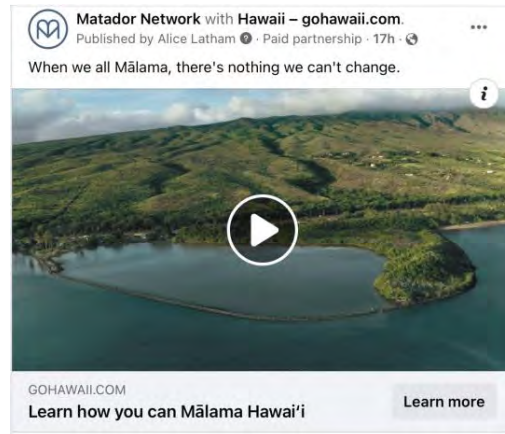 Matador Network with Hawaii – gohawaii.com.
Published by Alice Latham · Paid partnership · 17h ·
When we all Mālama, there's nothing we can't change.
GOHAWAII.COM
Learn how you can Mālama Hawaiʻi
Learn more